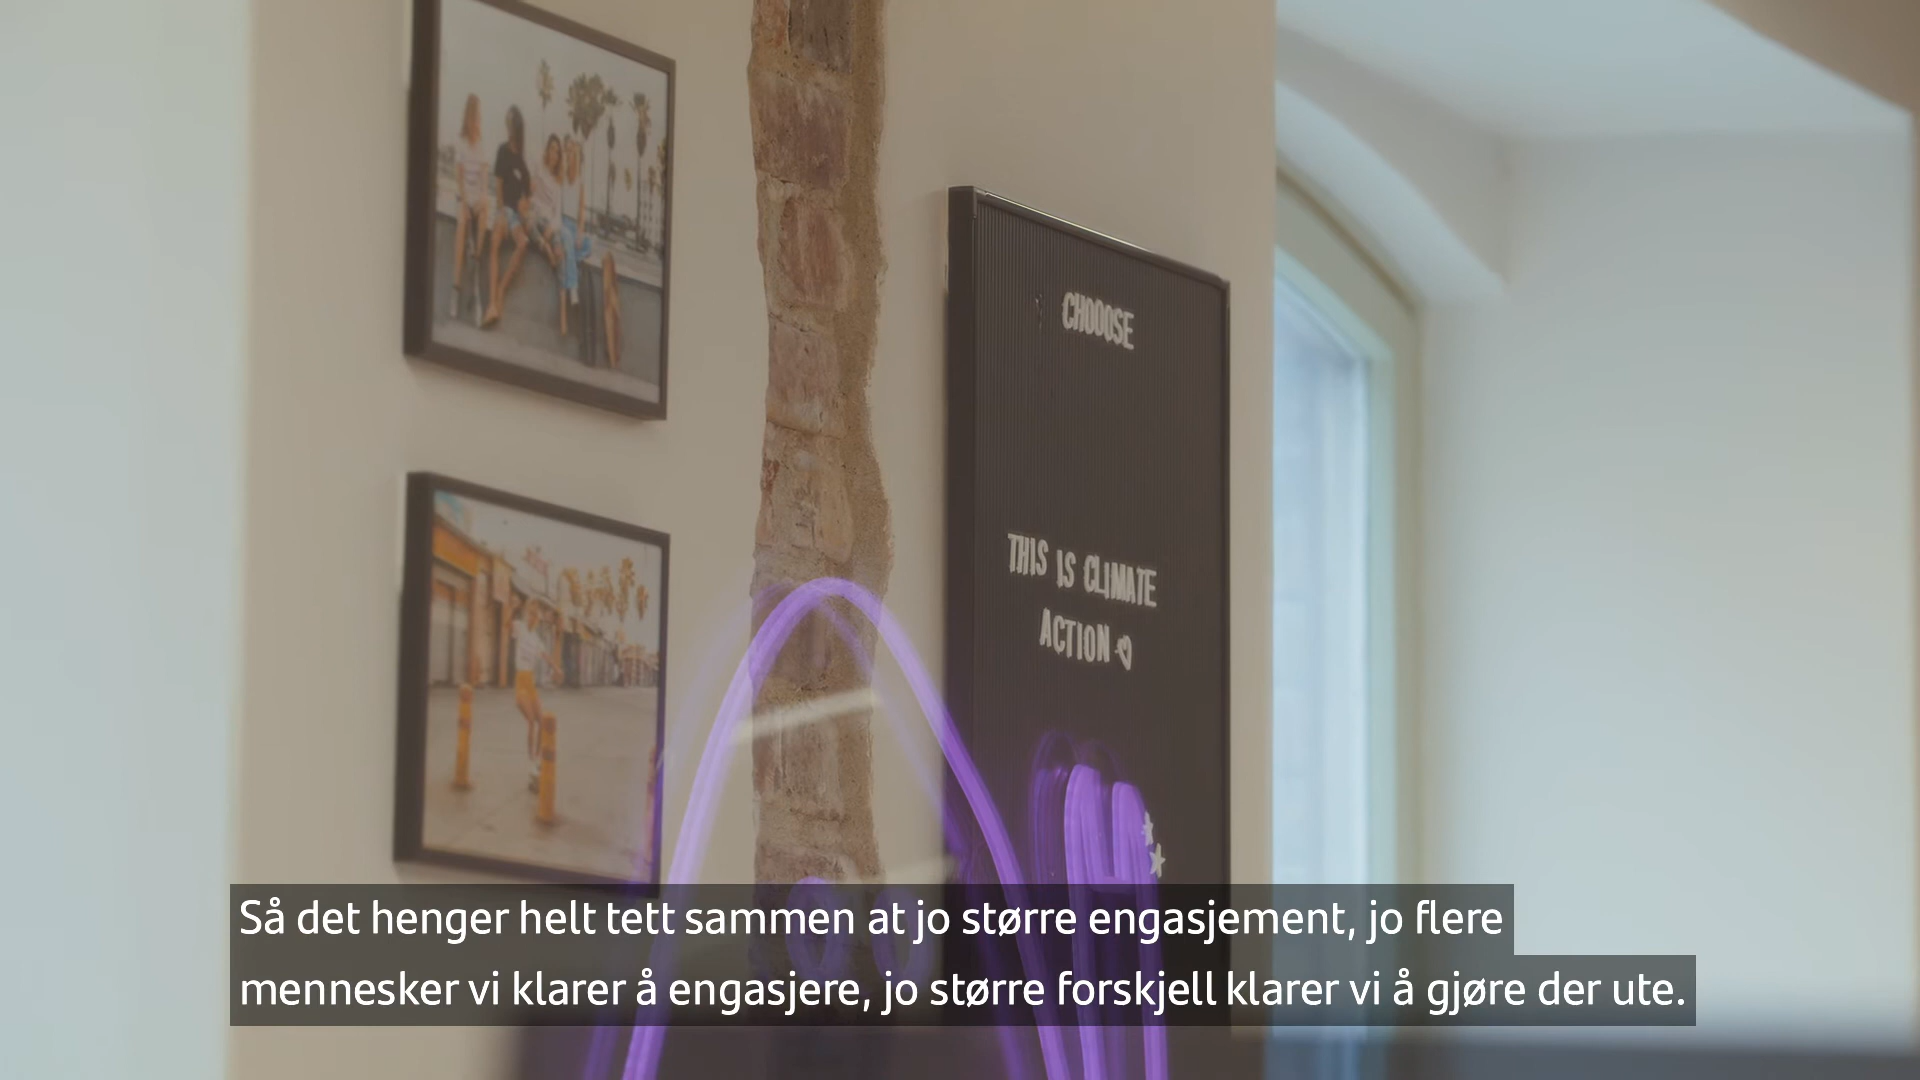 CHOOOSE
THIS IS CLIMATE
ACTION
Så det henger helt tett sammen at jo større engasjement, jo flere
mennesker vi klarer å engasjere, jo større forskjell klarer vi å gjøre der ute.